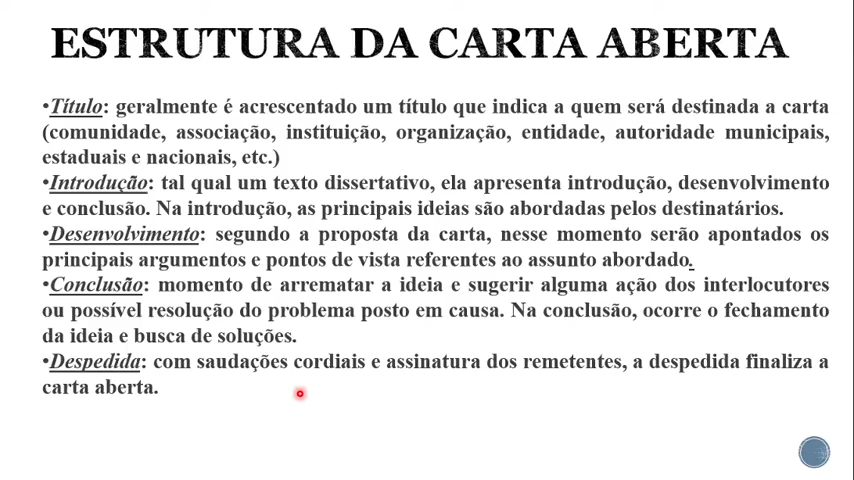 ESTRUTURA DA CARTA ABERTA
•Título: geralmente é acrescentado um título que indica a quem será destinada a carta
(comunidade, associação, instituição, organização, entidade, autoridade municipais,
estaduais e nacionais, etc.)
•Introdução: tal qual um texto dissertativo, ela apresenta introdução, desenvolvimento
e conclusão. Na introdução, as principais ideias são abordadas pelos destinatários.
•Desenvolvimento: segundo a proposta da carta, nesse momento serão apontados os
principais argumentos e pontos de vista referentes ao assunto abordado.
•Conclusão: momento de arrematar a ideia e sugerir alguma ação dos interlocutores
ou possível resolução do problema posto em causa. Na conclusão, ocorre o fechamento
da ideia e busca de soluções.
•Despedida: com saudações cordiais e assinatura dos remetentes, a despedida finaliza a
carta aberta.